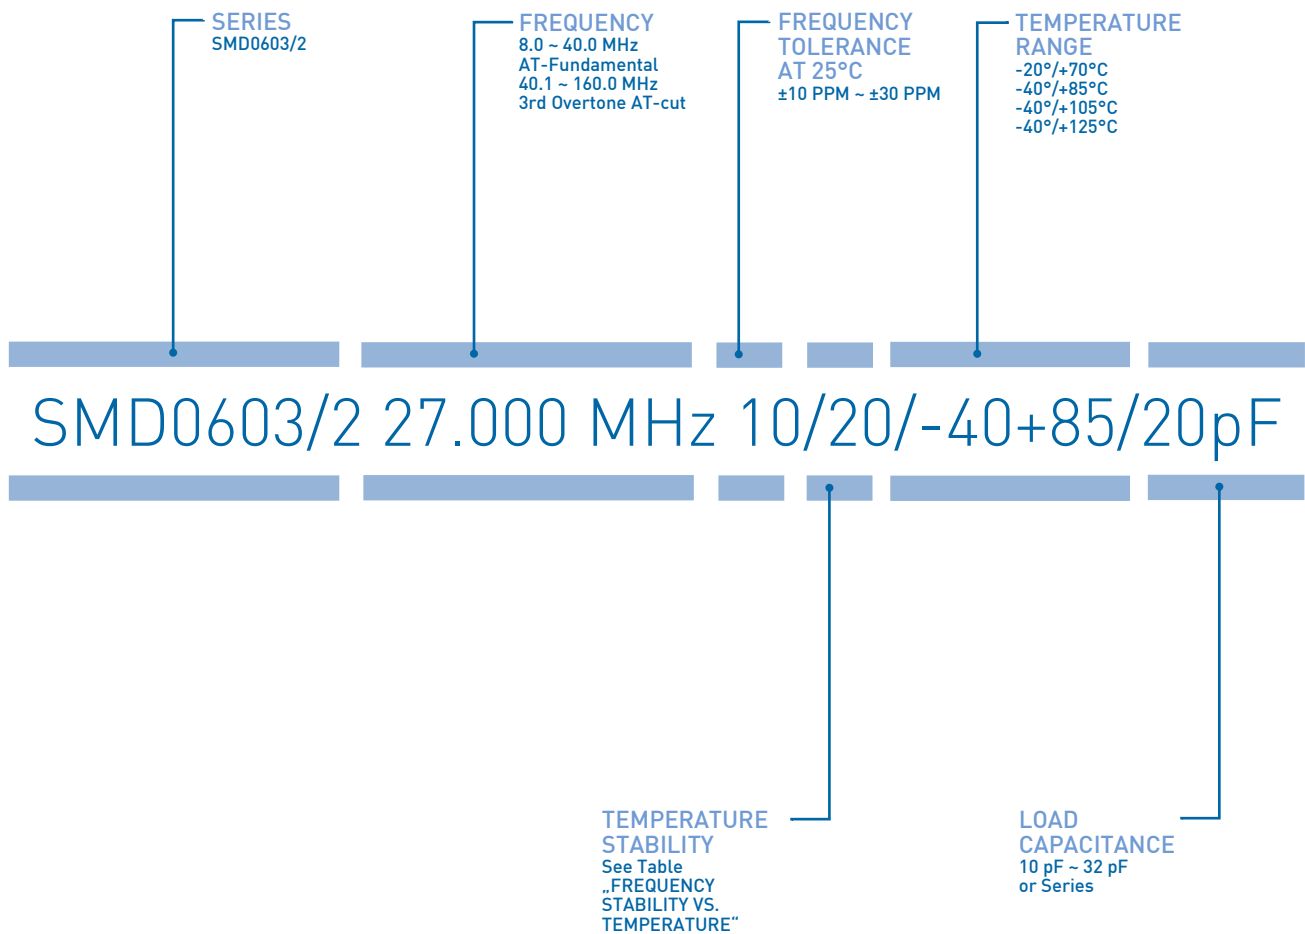 SERIES
SMD0603/2
FREQUENCY
8.0 ~ 40.0 MHz
AT-Fundamental
40.1 ~ 160.0 MHz
3rd Overtone AT-cut
FREQUENCY
TOLERANCE
AT 25°C
±10 PPM ~ ±30 PPM
TEMPERATURE
RANGE
-20°/+70°C
-40°/+85°C
-40°/+105°C
-40°/+125°C
SMD0603/2 27.000 MHz 10/20/-40+85/20pF
TEMPERATURE
STABILITY
See Table
„FREQUENCY
STABILITY VS.
TEMPERATURE“
LOAD
CAPACITANCE
10 pF ~ 32 pF
or Series